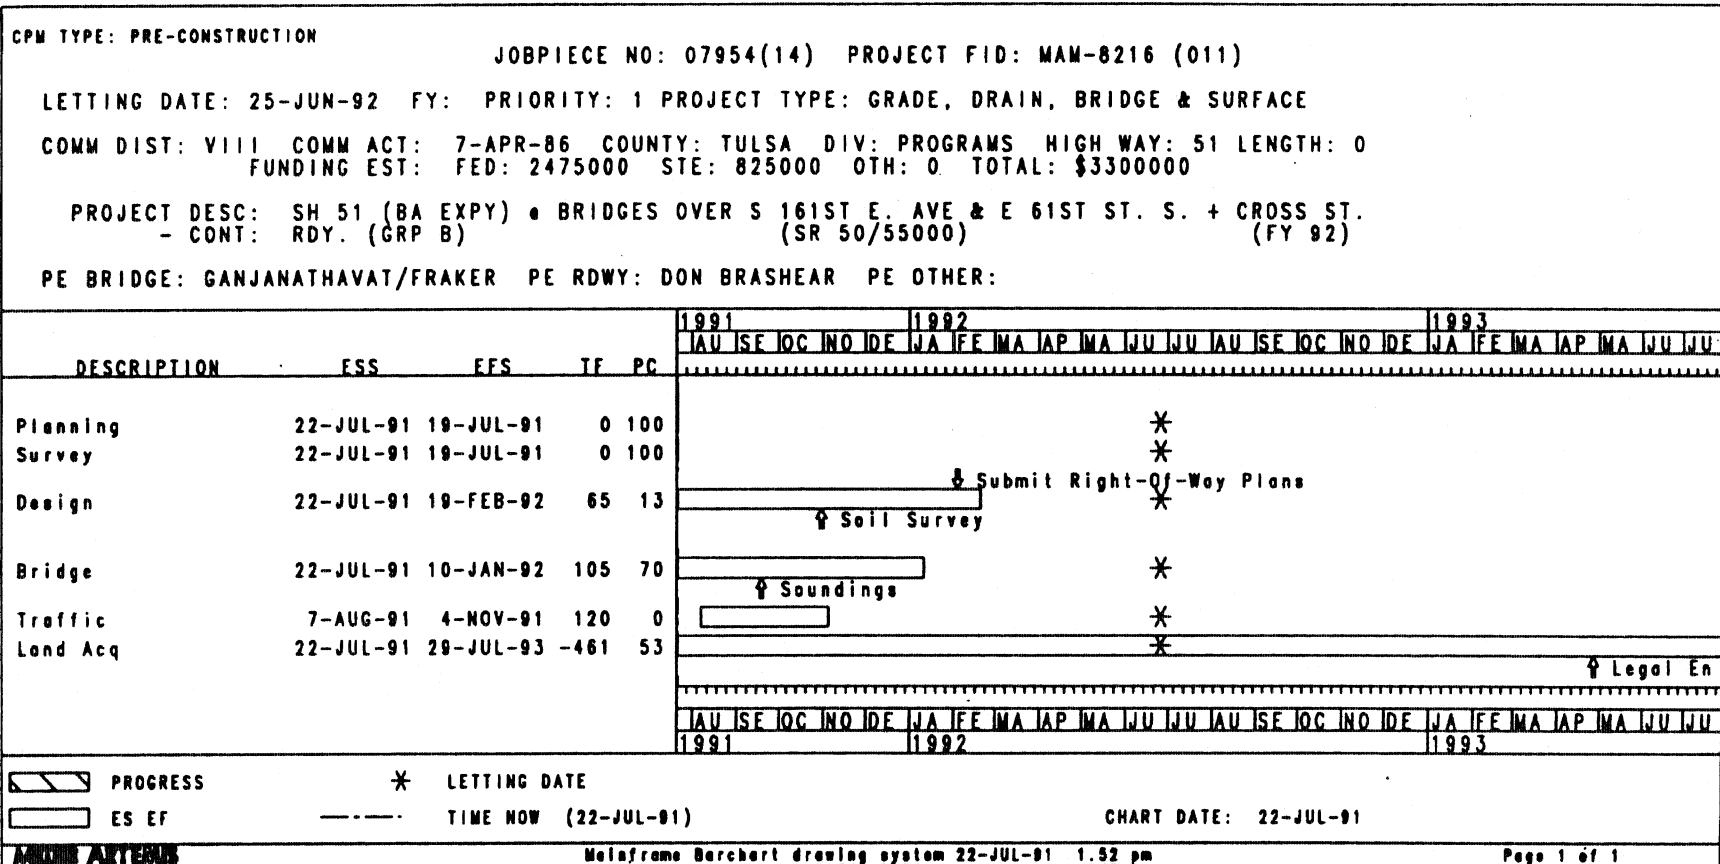 CPM TYPE: PRE-CONSTRUCTION
JOBPIECE NO: 07954(14) PROJECT FID: MAM-8216 (011)
LETTING DATE: 25-JUN-92 FY: PRIORITY: 1 PROJECT TYPE: GRADE, DRAIN, BRIDGE & SURFACE
COMM DIST: VIII COMM ACT: 7-APR-86 COUNTY: TULSA DIV: PROGRAMS HIGH WAY: 51 LENGTH: 0
FUNDING EST: FED: 2475000 STE: 825000 OTH: 0 TOTAL: $3300000
PROJECT DESC: SH 51 (BA EXPY) @ BRIDGES OVER S 161ST E. AVE & E 61ST ST. S. + CROSS ST.
- CONT: RDY. (GRP B) (SR 50/55000) (FY 92)
PE BRIDGE: GANJANATHAVAT/FRAKER PE RDWY: DON BRASHEAR PE OTHER:
1991 1992 1993
AU SE OC NO DE JA FE MA AP MA JU JU AU SE OC NO DE JA FE MA AP MA JU JU
DESCRIPTION ESS EFS TF PC
Planning 22-JUL-91 19-JUL-91 0 100
Survey 22-JUL-91 19-JUL-91 0 100
Submit Right-Of-Way Plans
Design 22-JUL-91 19-FEB-92 65 13
Soil Survey
Bridge 22-JUL-91 10-JAN-92 105 70
Soundings
Traffic 7-AUG-91 4-NOV-91 120 0
Land Acq 22-JUL-91 29-JUL-93 -461 53
Legal En
AU SE OC NO DE JA FE MA AP MA JU JU AU SE OC NO DE JA FE MA AP MA JU JU
1991 1992 1993
PROGRESS * LETTING DATE
ES EF TIME NOW (22-JUL-91) CHART DATE: 22-JUL-91
ARTEMIS Mainframe Barchart drawing system 22-JUL-91 1.52 pm Page 1 of 1